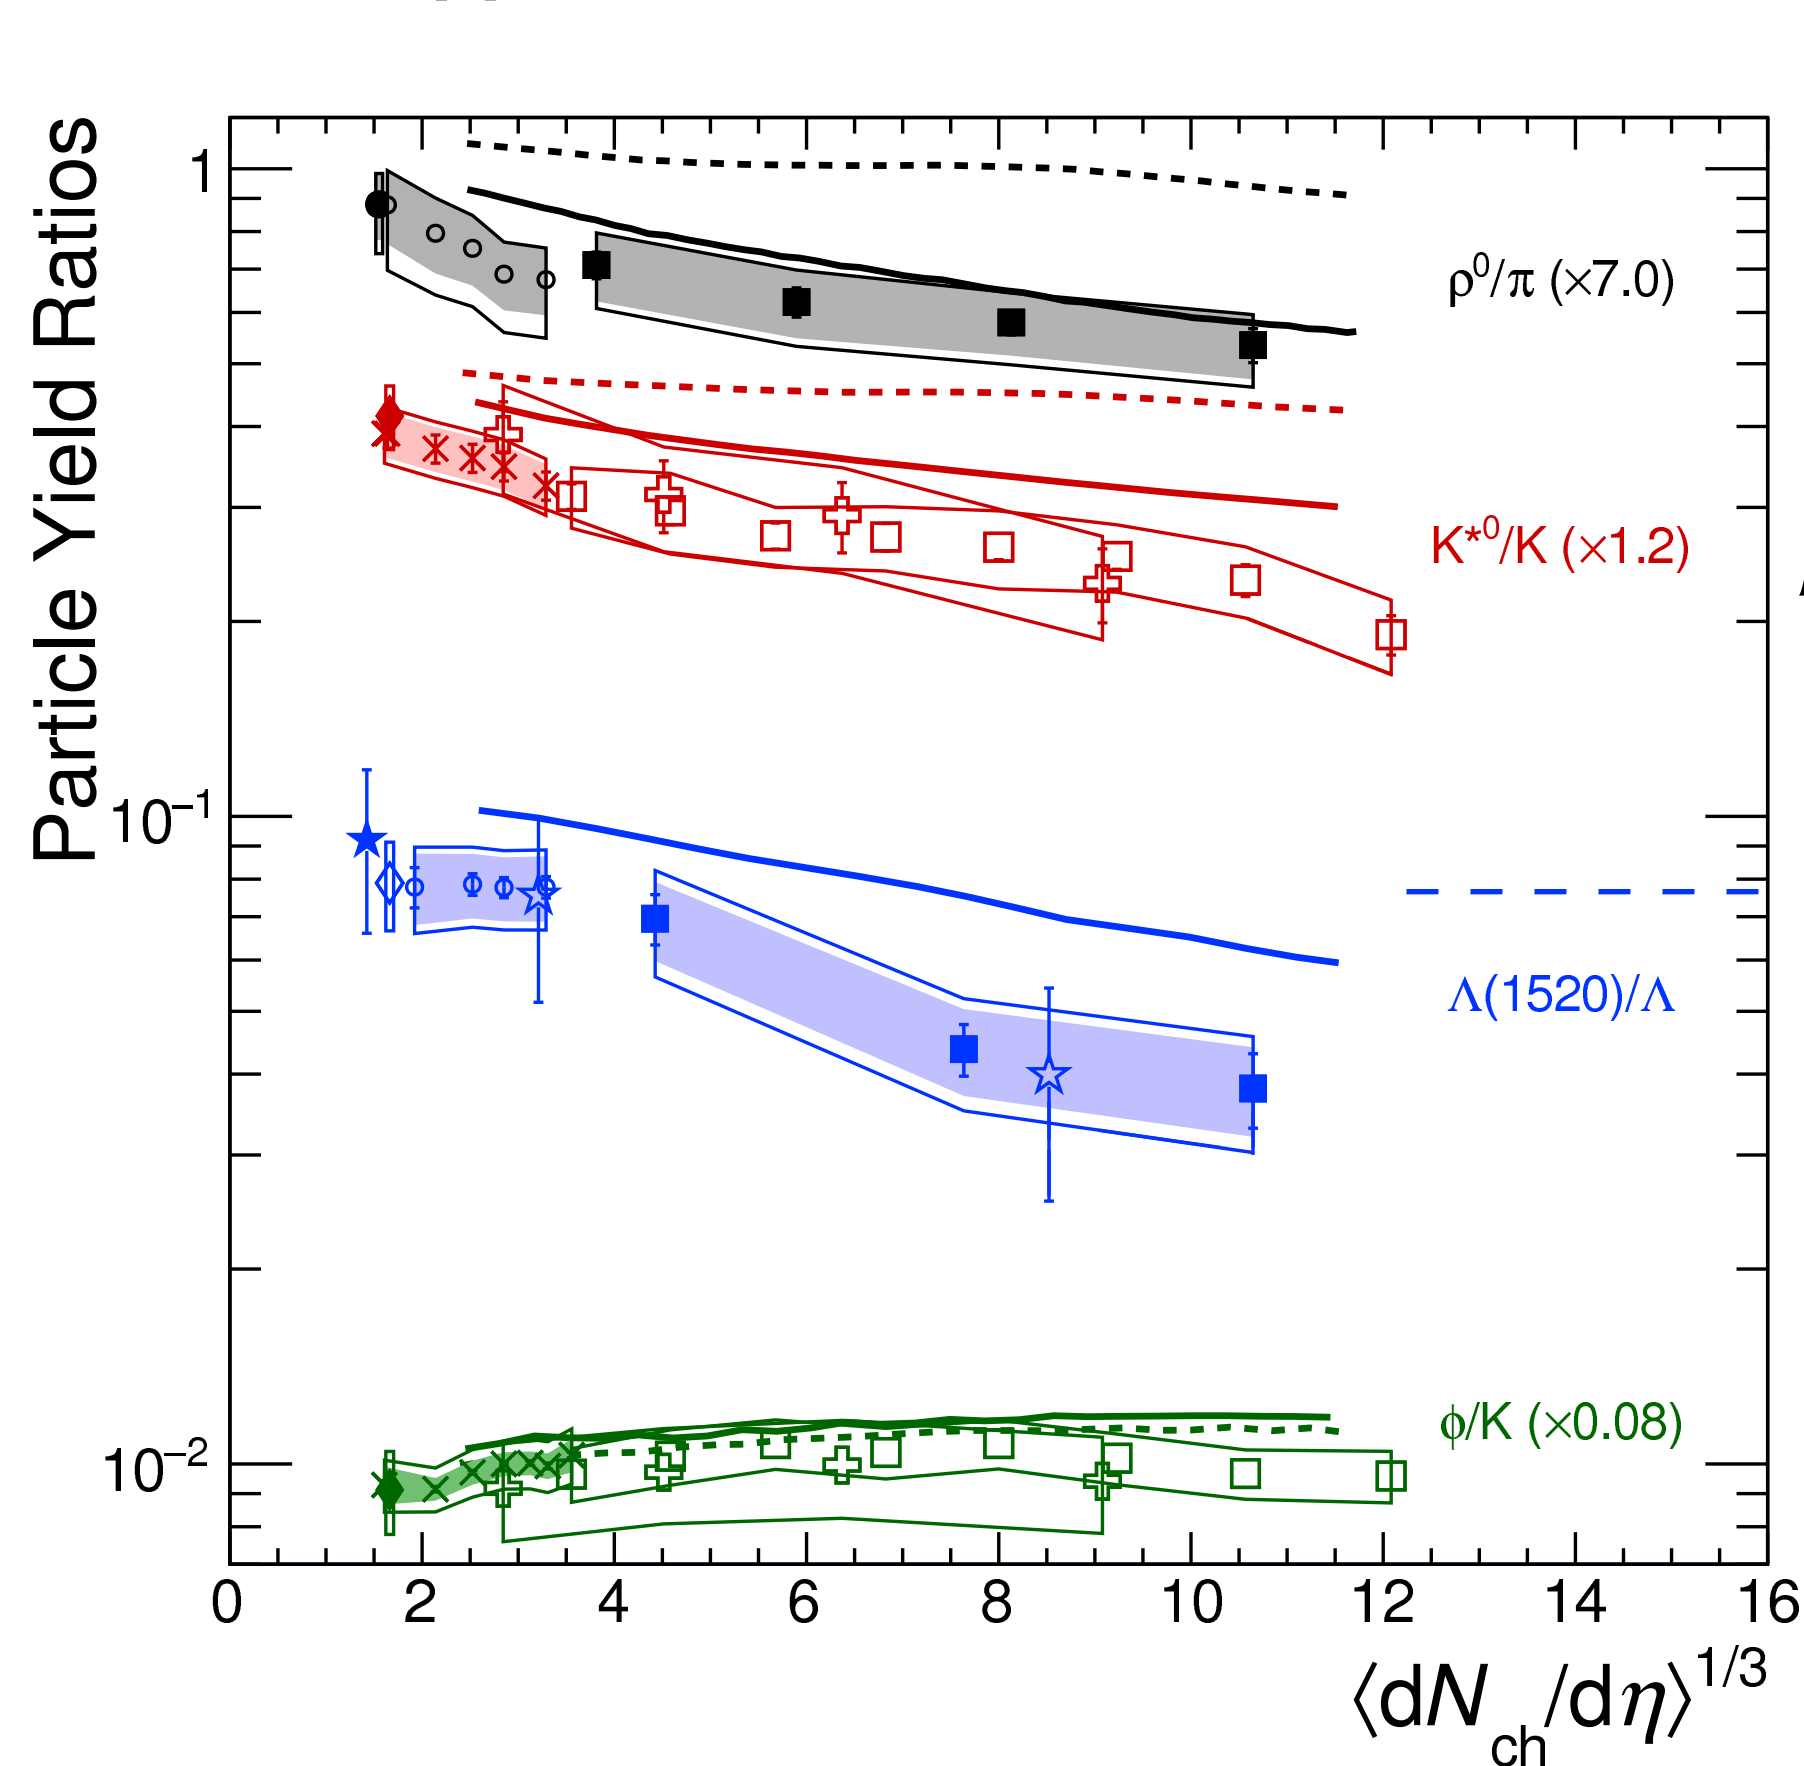 Particle Yield Ratios
1
10⁻¹
10⁻²
ρ⁰/π (×7.0)
K*⁰/K (×1.2)
Λ(1520)/Λ
ϕ/K (×0.08)
0 2 4 6 8 10 12 14 16
⟨dN_ch/dη⟩^1/3